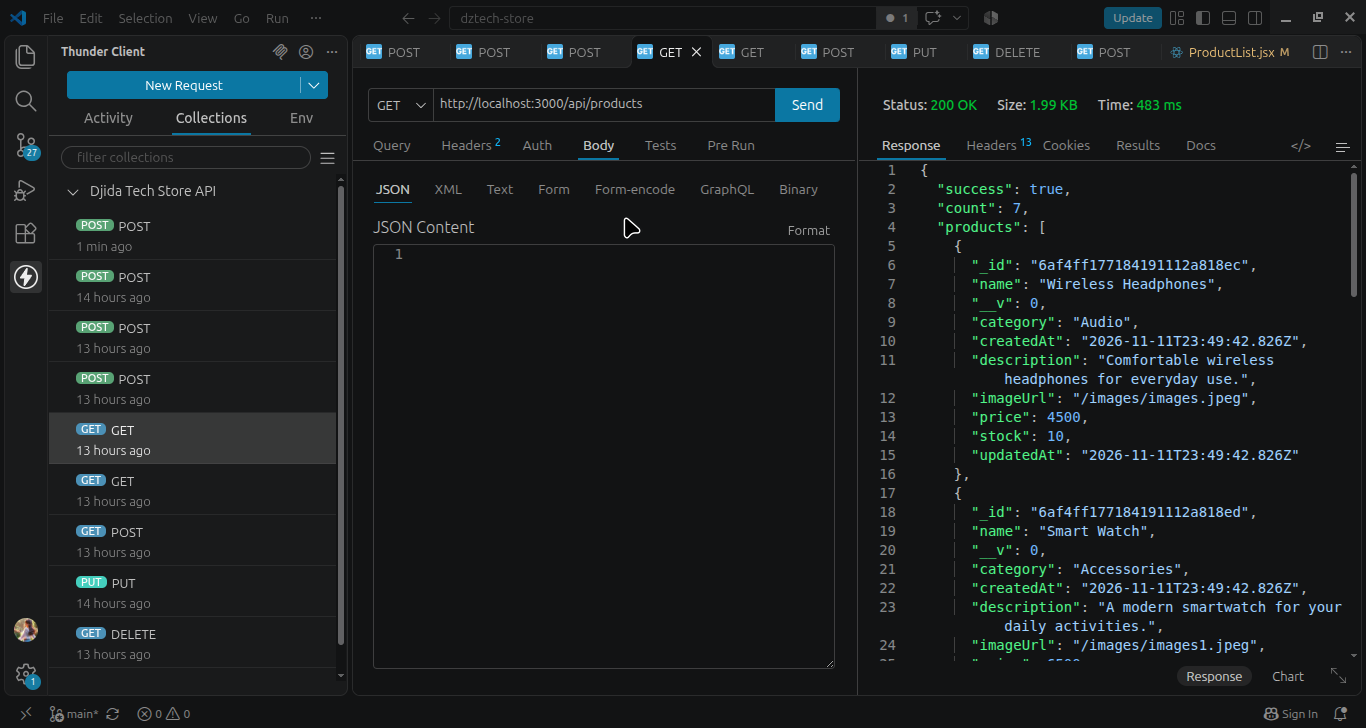 File Edit Selection View Go Run ···
dztech-store
1
Update
Thunder Client
New Request
Activity Collections Env
filter collections
Djida Tech Store API
POST POST
1 min ago
POST POST
14 hours ago
POST POST
13 hours ago
POST POST
13 hours ago
GET GET
13 hours ago
GET GET
13 hours ago
GET POST
13 hours ago
PUT PUT
14 hours ago
GET DELETE
13 hours ago
27
1
GET POST GET POST GET POST GET GET GET GET GET POST GET PUT GET DELETE GET POST ProductList.jsx M
GET http://localhost:3000/api/products Send
Query Headers 2 Auth Body Tests Pre Run
JSON XML Text Form Form-encode GraphQL Binary
JSON Content Format
1
Status: 200 OK Size: 1.99 KB Time: 483 ms
Response Headers 13 Cookies Results Docs </>
1 {
2 "success": true,
3 "count": 7,
4 "products": [
5 {
6 "_id": "6af4ff177184191112a818ec",
7 "name": "Wireless Headphones",
8 "__v": 0,
9 "category": "Audio",
10 "createdAt": "2026-11-11T23:49:42.826Z",
11 "description": "Comfortable wireless
headphones for everyday use.",
12 "imageUrl": "/images/images.jpeg",
13 "price": 4500,
14 "stock": 10,
15 "updatedAt": "2026-11-11T23:49:42.826Z"
16 },
17 {
18 "_id": "6af4ff177184191112a818ed",
19 "name": "Smart Watch",
20 "__v": 0,
21 "category": "Accessories",
22 "createdAt": "2026-11-11T23:49:42.826Z",
23 "description": "A modern smartwatch for your
daily activities.",
24 "imageUrl": "/images/images1.jpeg",
Response Chart
main* 0 0 Sign In